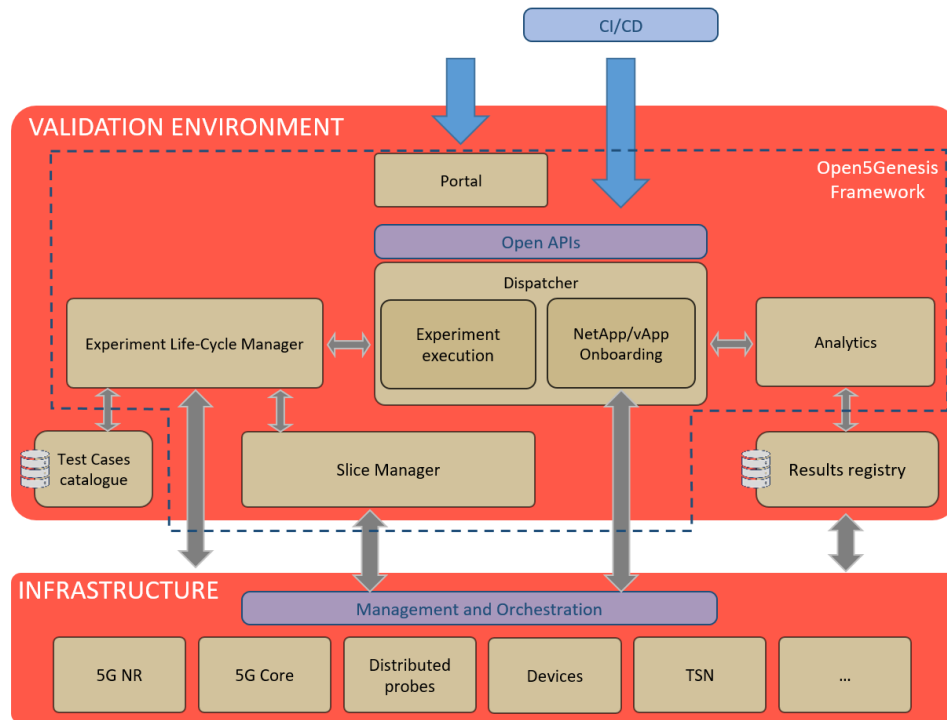 CI/CD
VALIDATION ENVIRONMENT
Open5Genesis
Framework
Portal
Open APIs
Dispatcher
Experiment Life-Cycle Manager
Experiment
execution
NetApp/vApp
Onboarding
Analytics
Test Cases
catalogue
Slice Manager
Results registry
INFRASTRUCTURE
Management and Orchestration
5G NR
5G Core
Distributed
probes
Devices
TSN
...